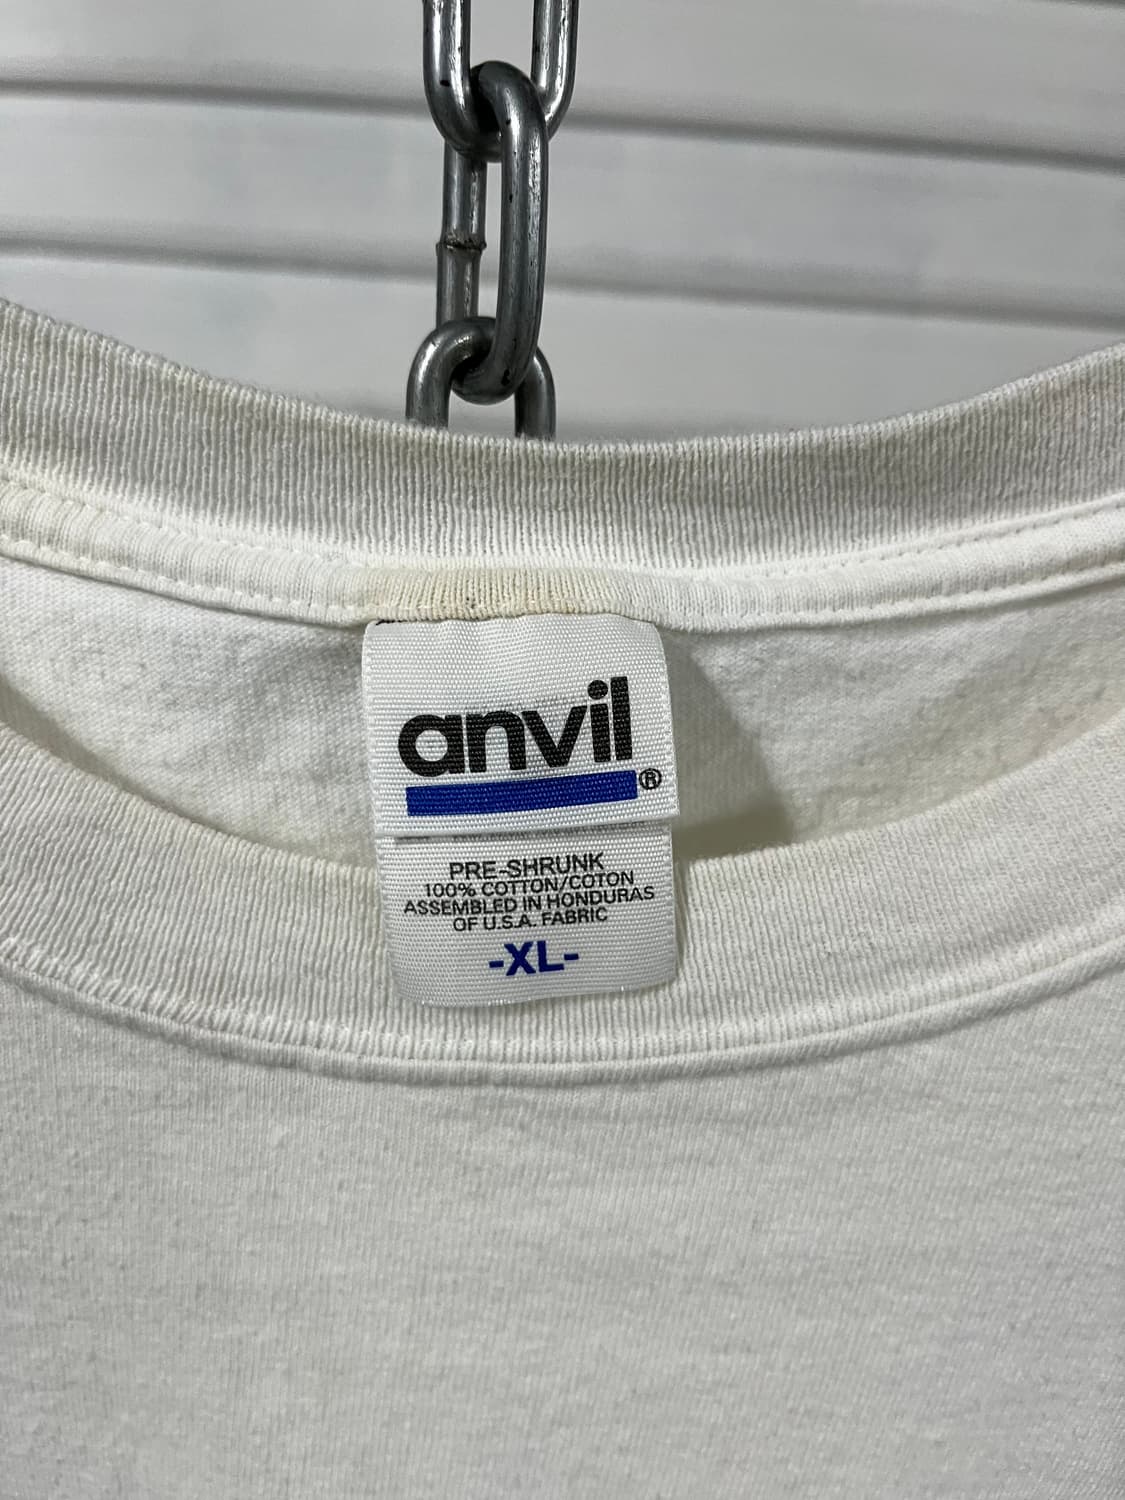 anvil®
PRE-SHRUNK
100% COTTON/COTON
ASSEMBLED IN HONDURAS
OF U.S.A. FABRIC
-XL-